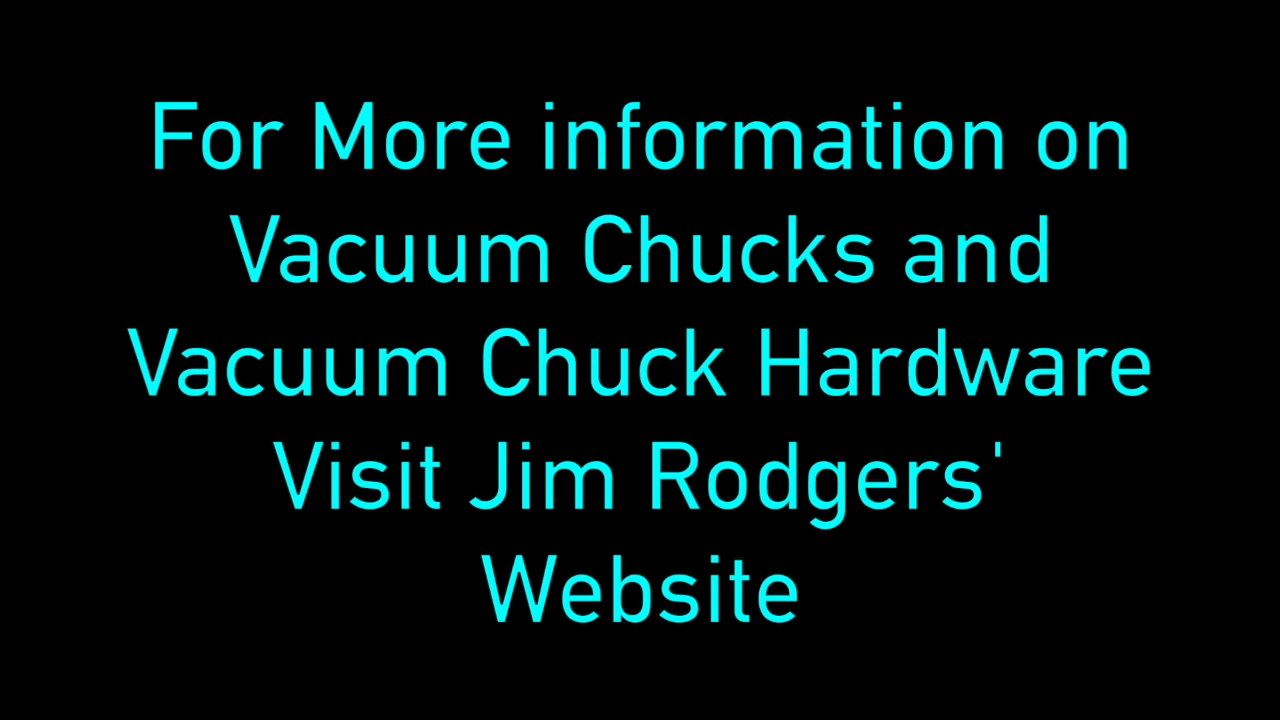 For More information on
Vacuum Chucks and
Vacuum Chuck Hardware
Visit Jim Rodgers'
Website